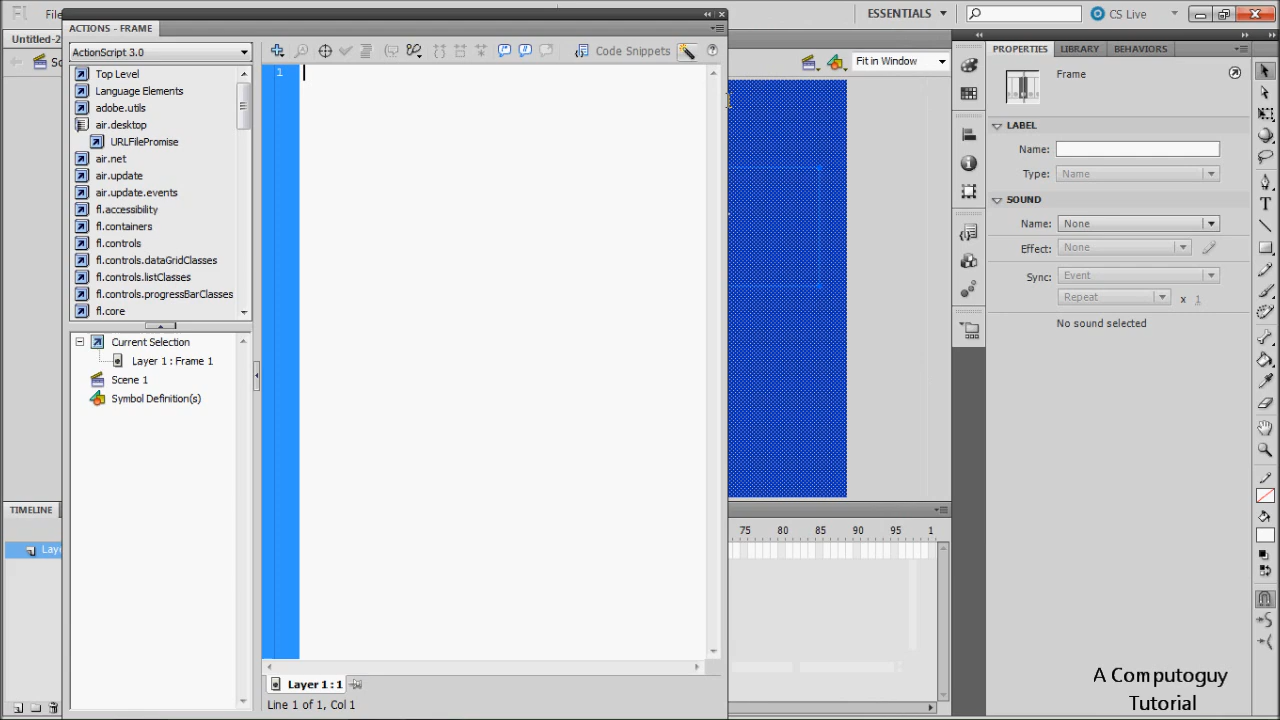 Fl
File
ESSENTIALS
CS Live
ACTIONS - FRAME
Untitled-2
ActionScript 3.0
Code Snippets
Top Level
Language Elements
adobe.utils
air.desktop
URLFilePromise
air.net
air.update
air.update.events
fl.accessibility
fl.containers
fl.controls
fl.controls.dataGridClasses
fl.controls.listClasses
fl.controls.progressBarClasses
fl.core
Current Selection
Layer 1 : Frame 1
Scene 1
Symbol Definition(s)
1
Layer 1 : 1
Line 1 of 1, Col 1
Fit in Window
TIMELINE
75 80 85 90 95 1
PROPERTIES LIBRARY BEHAVIORS
Frame
LABEL
Name:
Type: Name
SOUND
Name: None
Effect: None
Sync: Event
Repeat x 1
No sound selected
A Computoguy
Tutorial